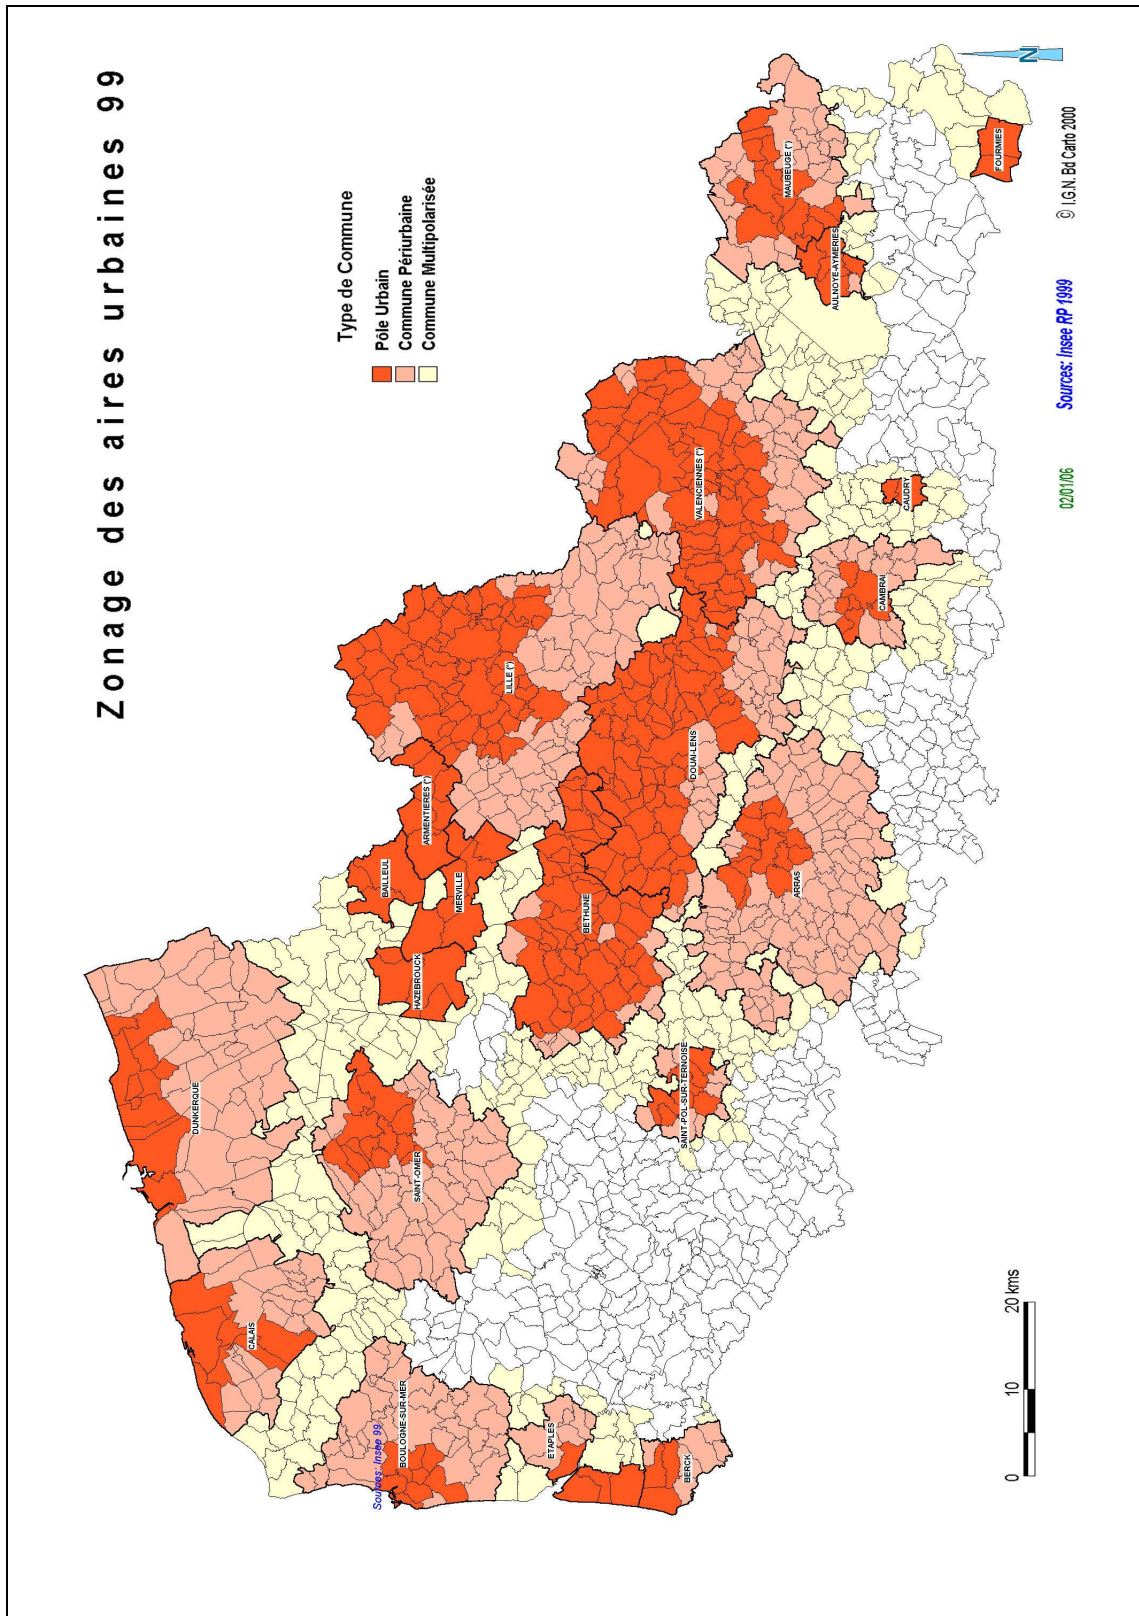 Zonage des aires urbaines 99
Type de Commune
Pôle Urbain
Commune Périurbaine
Commune Multipolarisée
DUNKERQUE
CALAIS
SAINT-OMER
BOULOGNE-SUR-MER
Sources: Insee 99
ETAPLES
BERCK
HAZEBROUCK
BAILLEUL
MERVILLE
ARMENTIERES (*)
LILLE (*)
BETHUNE
SAINT-POL-SUR-TERNOISE
DOUAI-LENS
ARRAS
VALENCIENNES (*)
CAMBRAI
CAUDRY
MAUBEUGE (*)
AULNOYE-AYMERIES
FOURMIES
N
0 10 20 kms
02/01/06
Sources: Insee RP 1999
© I.G.N. Bd Carto 2000